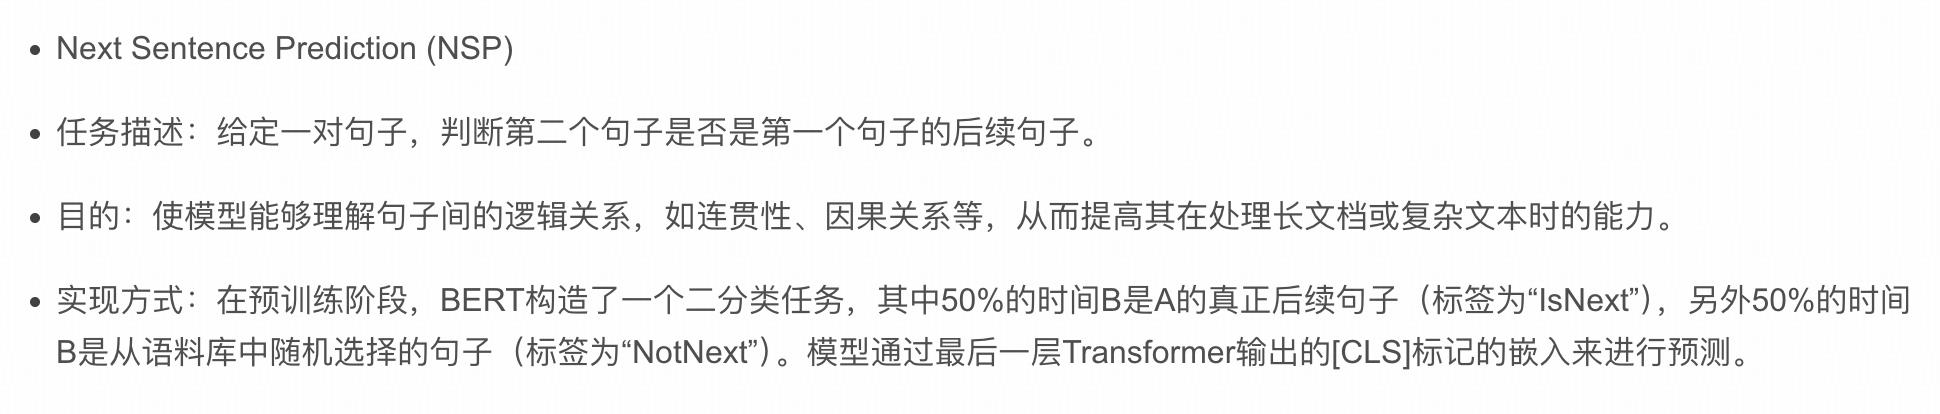 • Next Sentence Prediction (NSP)
• 任务描述：给定一对句子，判断第二个句子是否是第一个句子的后续句子。
• 目的：使模型能够理解句子间的逻辑关系，如连贯性、因果关系等，从而提高其在处理长文档或复杂文本时的能力。
• 实现方式：在预训练阶段，BERT构造了一个二分类任务，其中50%的时间B是A的真正后续句子（标签为“IsNext”），另外50%的时间
B是从语料库中随机选择的句子（标签为“NotNext”）。模型通过最后一层Transformer输出的[CLS]标记的嵌入来进行预测。